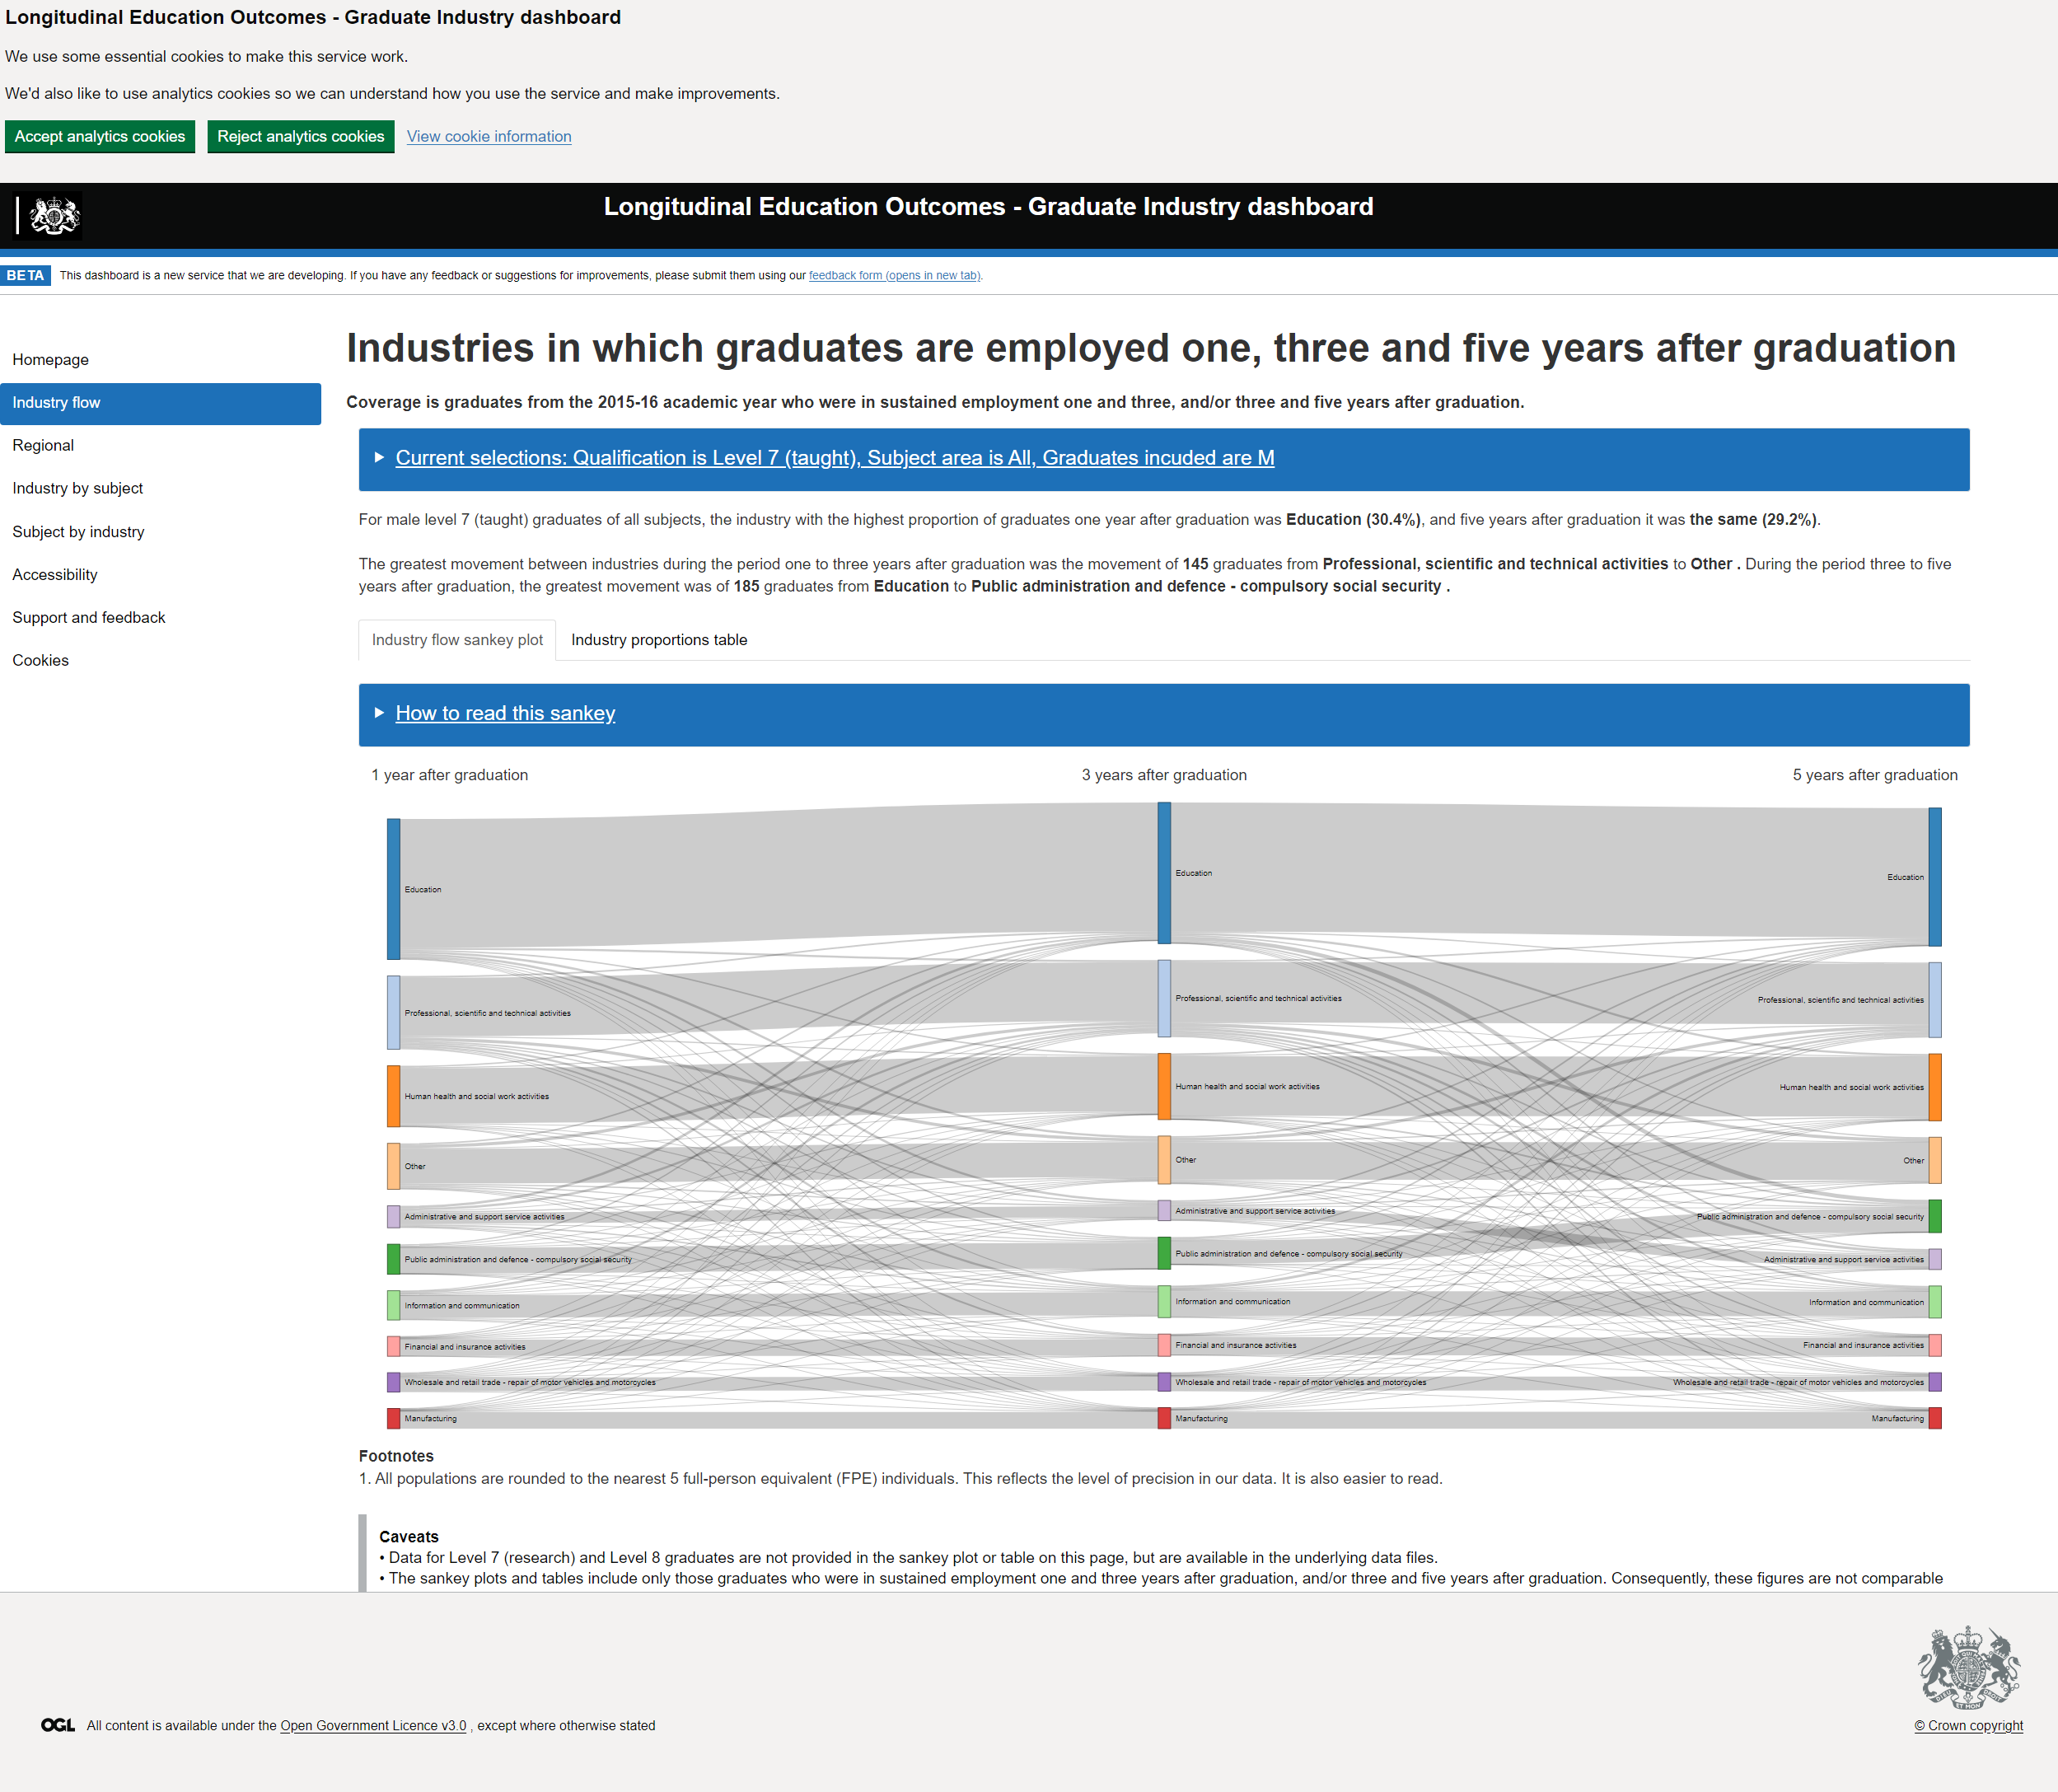 Longitudinal Education Outcomes - Graduate Industry dashboard
We use some essential cookies to make this service work.
We'd also like to use analytics cookies so we can understand how you use the service and make improvements.
Accept analytics cookies Reject analytics cookies View cookie information
Longitudinal Education Outcomes - Graduate Industry dashboard
BETA This dashboard is a new service that we are developing. If you have any feedback or suggestions for improvements, please submit them using our feedback form (opens in new tab).
Homepage
Industry flow
Regional
Industry by subject
Subject by industry
Accessibility
Support and feedback
Cookies
Industries in which graduates are employed one, three and five years after graduation
Coverage is graduates from the 2015-16 academic year who were in sustained employment one and three, and/or three and five years after graduation.
Current selections: Qualification is Level 7 (taught), Subject area is All, Graduates incuded are M
For male level 7 (taught) graduates of all subjects, the industry with the highest proportion of graduates one year after graduation was Education (30.4%), and five years after graduation it was the same (29.2%).
The greatest movement between industries during the period one to three years after graduation was the movement of 145 graduates from Professional, scientific and technical activities to Other . During the period three to five
years after graduation, the greatest movement was of 185 graduates from Education to Public administration and defence - compulsory social security .
Industry flow sankey plot Industry proportions table
How to read this sankey
1 year after graduation 3 years after graduation 5 years after graduation
Education
Professional, scientific and technical activities
Human health and social work activities
Other
Administrative and support service activities
Public administration and defence - compulsory social security
Information and communication
Financial and insurance activities
Wholesale and retail trade - repair of motor vehicles and motorcycles
Manufacturing
Education
Professional, scientific and technical activities
Human health and social work activities
Other
Administrative and support service activities
Public administration and defence - compulsory social security
Information and communication
Financial and insurance activities
Wholesale and retail trade - repair of motor vehicles and motorcycles
Manufacturing
Education
Professional, scientific and technical activities
Human health and social work activities
Other
Public administration and defence - compulsory social security
Administrative and support service activities
Information and communication
Financial and insurance activities
Wholesale and retail trade - repair of motor vehicles and motorcycles
Manufacturing
Footnotes
1. All populations are rounded to the nearest 5 full-person equivalent (FPE) individuals. This reflects the level of precision in our data. It is also easier to read.
Caveats
• Data for Level 7 (research) and Level 8 graduates are not provided in the sankey plot or table on this page, but are available in the underlying data files.
• The sankey plots and tables include only those graduates who were in sustained employment one and three years after graduation, and/or three and five years after graduation. Consequently, these figures are not comparable
OGL All content is available under the Open Government Licence v3.0 , except where otherwise stated
© Crown copyright